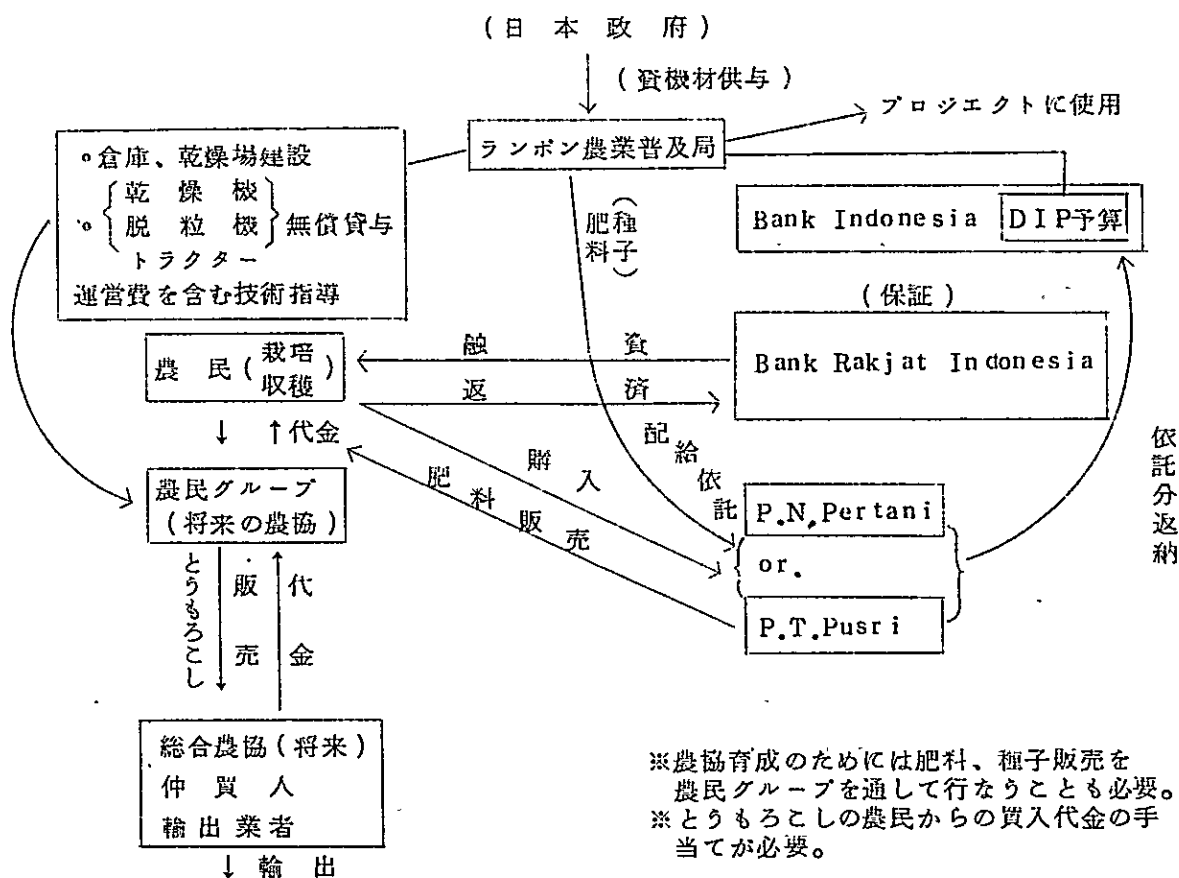 (日本政府)
(資機材供与)
プロジェクトに使用
ランポン農業普及局
°倉庫、乾燥場建設
°{乾燥機
脱粒機}無償貸与
トラクター
運営費を含む技術指導
(種子)
肥料
Bank Indonesia DIP予算
(保証)
Bank Rakjat Indonesia
農民(栽培
収穫)
融資
返済
↓ ↑代金
配給依託
購入
肥料販売
依託分返納
農民グループ
(将来の農協)
P.N.Pertani
or.
P.T.Pusri
とうもろこし
販売
代金
総合農協(将来)
仲買人
輸出業者
↓輸出
※農協育成のためには肥料、種子販売を
農民グループを通して行なうことも必要。
※とうもろこしの農民からの買入代金の手
当てが必要。